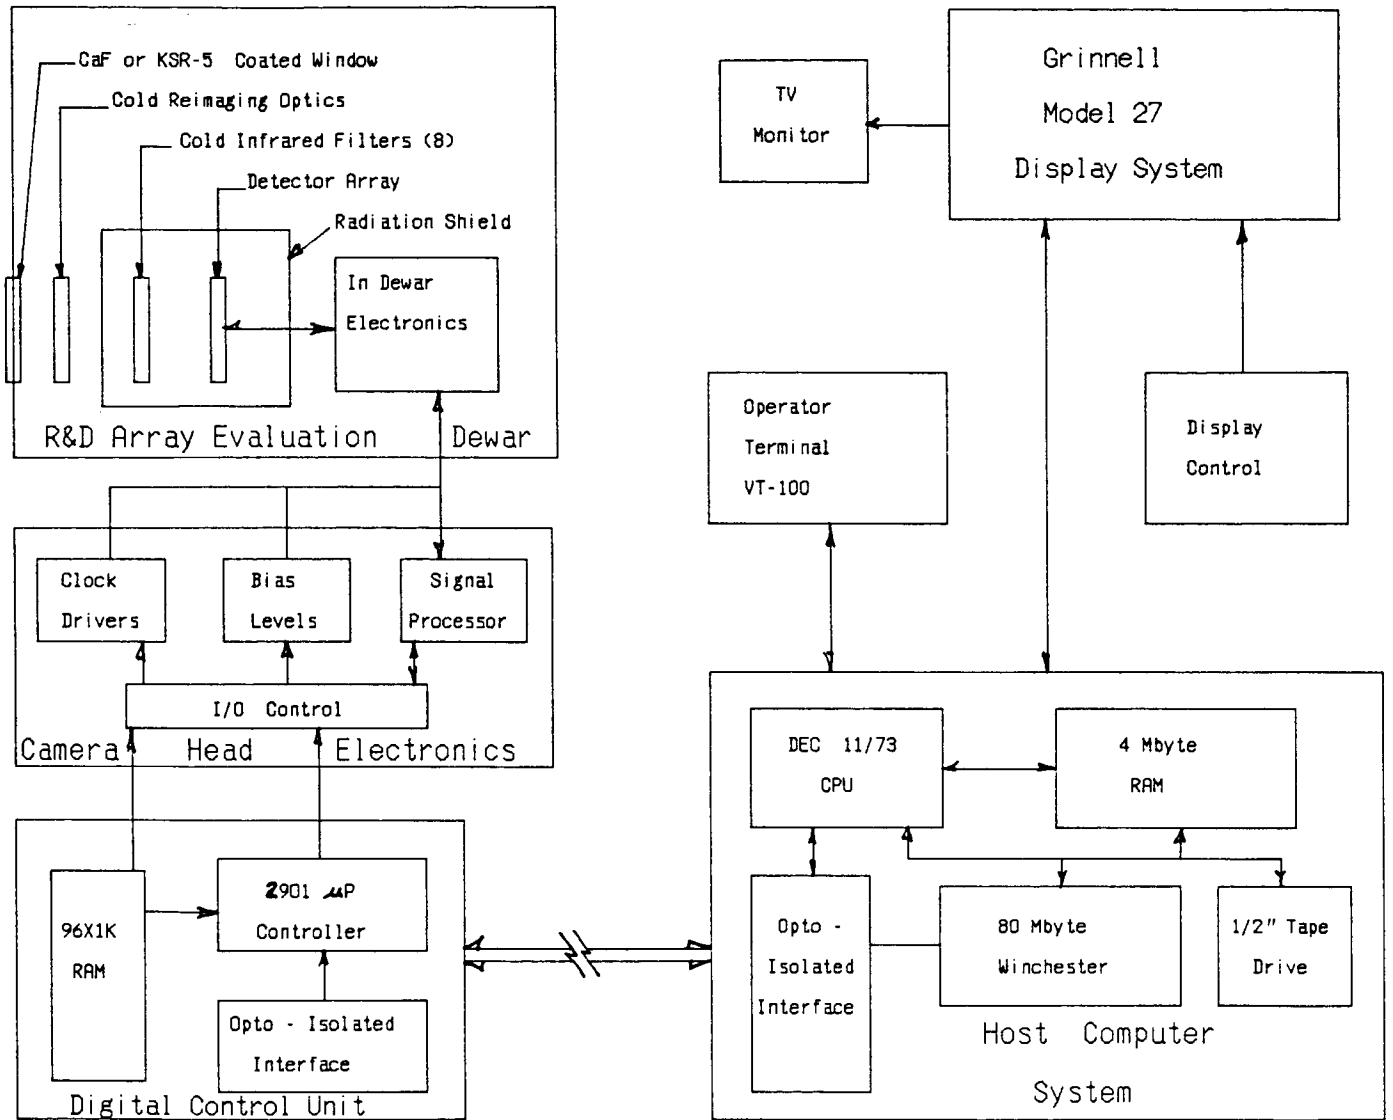 CaF or KSR-5 Coated Window
Cold Reimaging Optics
Cold Infrared Filters (8)
Detector Array
Radiation Shield
In Dewar
Electronics
R&D Array Evaluation Dewar
Clock
Drivers
Bias
Levels
Signal
Processor
I/O Control
Camera Head Electronics
96X1K
RAM
2901 µP
Controller
Opto - Isolated
Interface
Digital Control Unit
TV
Monitor
Grinnell
Model 27
Display System
Operator
Terminal
VT-100
Display
Control
DEC 11/73
CPU
4 Mbyte
RAM
Opto -
Isolated
Interface
80 Mbyte
Winchester
1/2" Tape
Drive
Host Computer
System